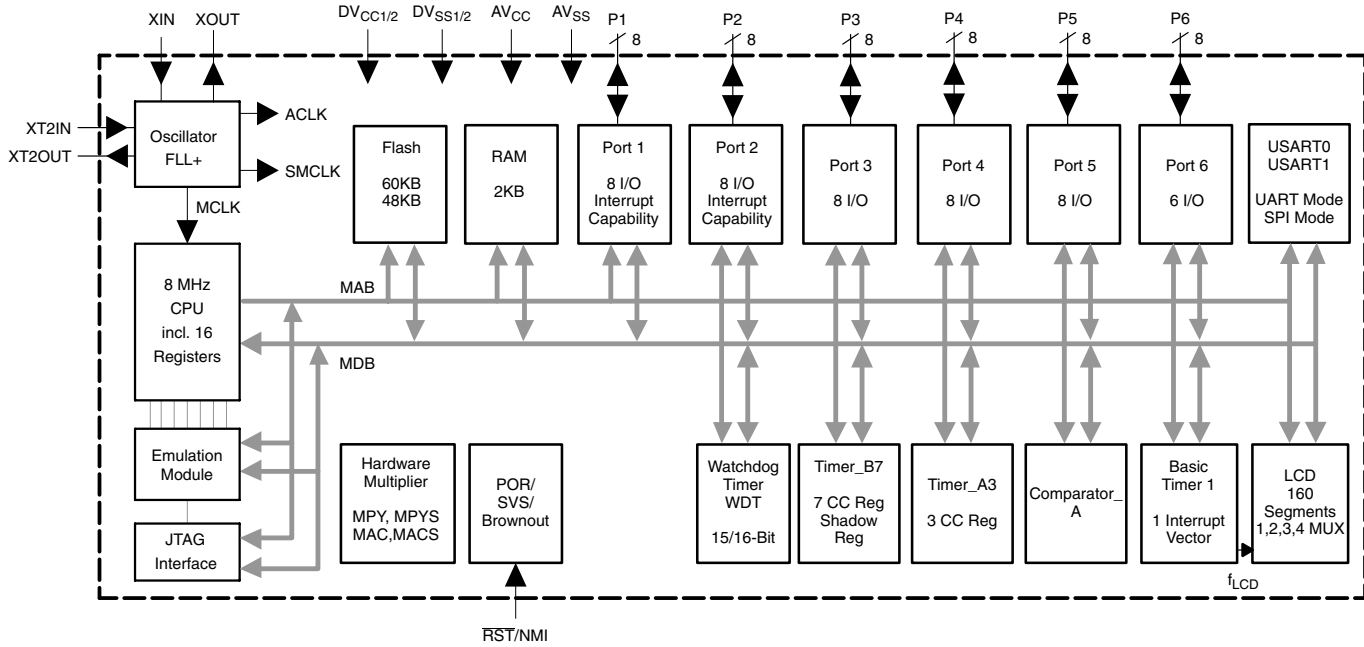 XIN
XOUT
DVCC1/2
DVSS1/2
AVCC
AVSS
P1
8
P2
8
P3
8
P4
8
P5
8
P6
8
XT2IN
XT2OUT
Oscillator
FLL+
ACLK
SMCLK
MCLK
Flash
60KB
48KB
RAM
2KB
Port 1
8 I/O
Interrupt
Capability
Port 2
8 I/O
Interrupt
Capability
Port 3
8 I/O
Port 4
8 I/O
Port 5
8 I/O
Port 6
6 I/O
USART0
USART1
UART Mode
SPI Mode
8 MHz
CPU
incl. 16
Registers
MAB
MDB
Emulation
Module
JTAG
Interface
Hardware
Multiplier
MPY, MPYS
MAC,MACS
POR/
SVS/
Brownout
Watchdog
Timer
WDT
15/16-Bit
Timer_B7
7 CC Reg
Shadow
Reg
Timer_A3
3 CC Reg
Comparator_
A
Basic
Timer 1
1 Interrupt
Vector
LCD
160
Segments
1,2,3,4 MUX
fLCD
RST/NMI